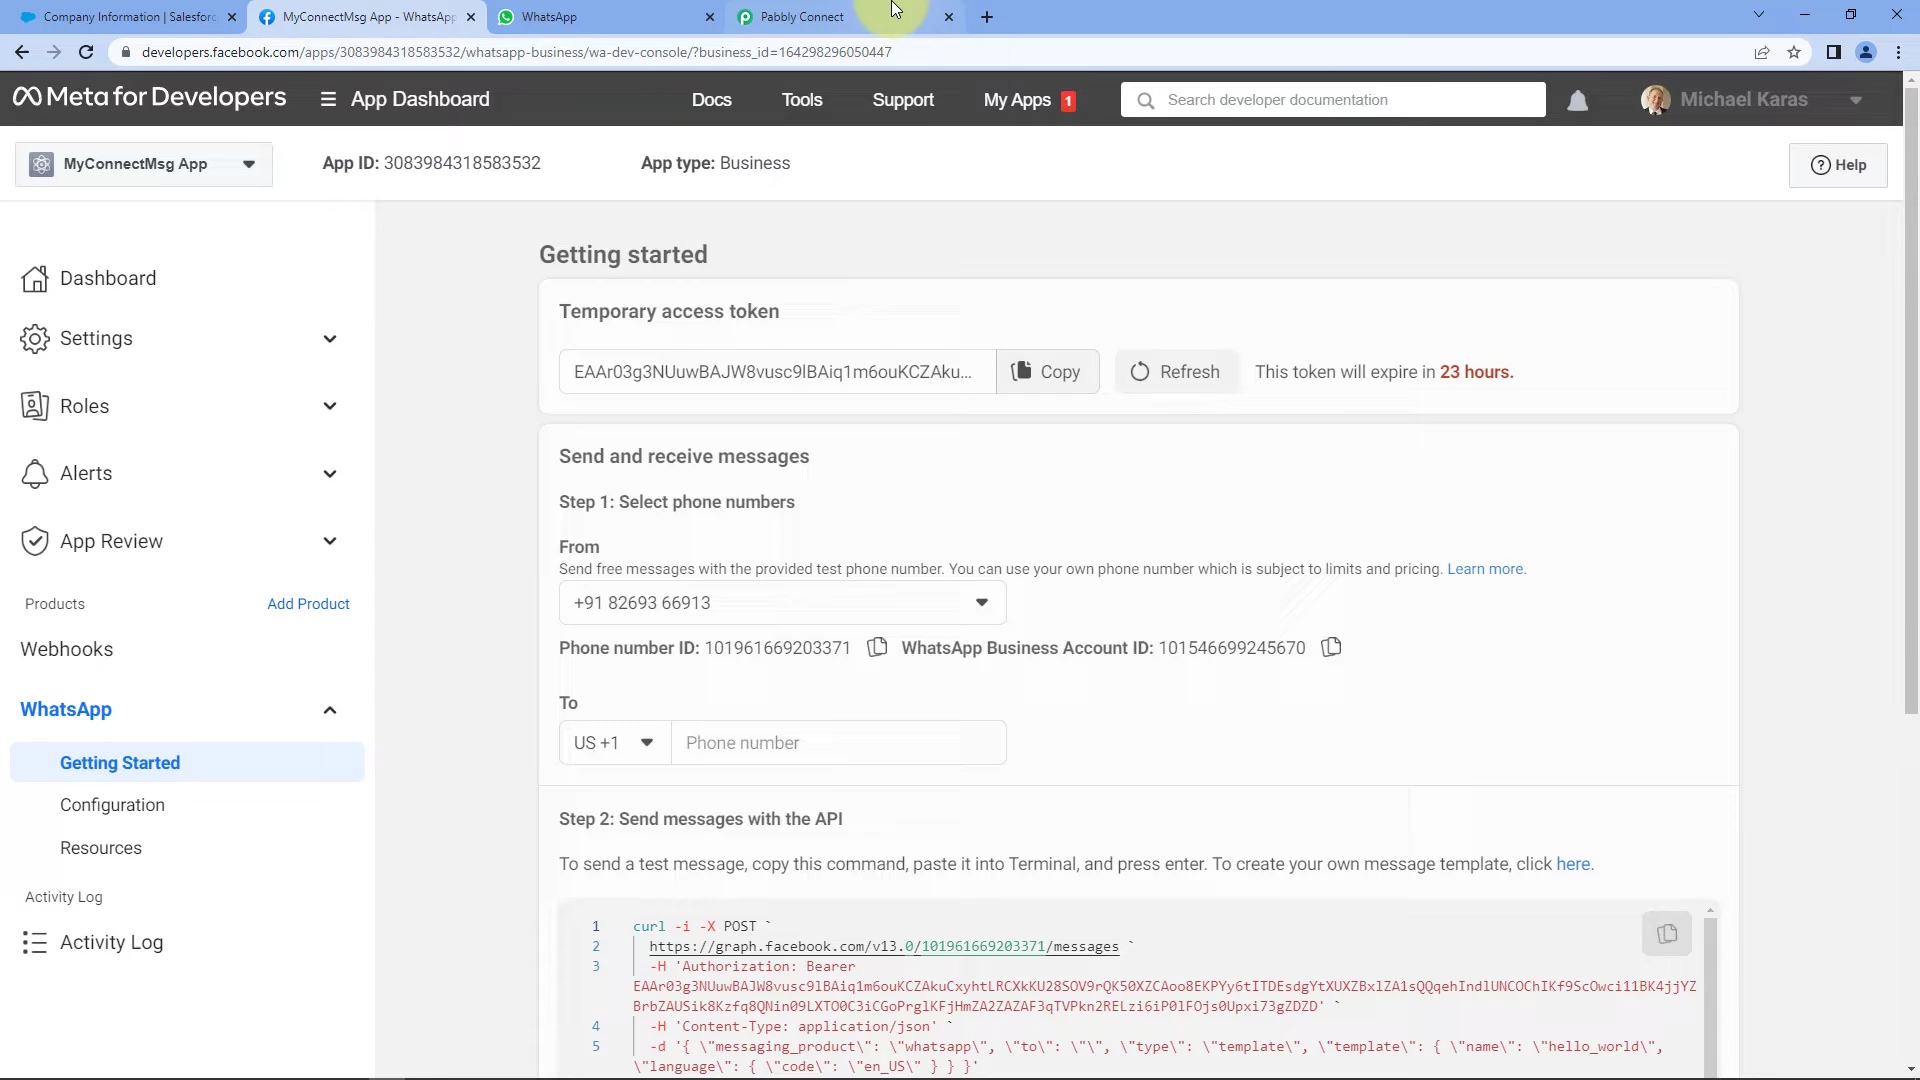 Company Information | Salesforc
MyConnectMsg App - WhatsApp
WhatsApp
Pabbly Connect
developers.facebook.com/apps/3083984318583532/whatsapp-business/wa-dev-console/?business_id=164298296050447
Meta for Developers
App Dashboard
Docs
Tools
Support
My Apps 1
Search developer documentation
Michael Karas
MyConnectMsg App
App ID: 3083984318583532
App type: Business
Help
Dashboard
Settings
Roles
Alerts
App Review
Products
Add Product
Webhooks
WhatsApp
Getting Started
Configuration
Resources
Activity Log
Activity Log
Getting started
Temporary access token
EAAr03g3NUuwBAJW8vusc9lBAiq1m6ouKCZAku...
Copy
Refresh
This token will expire in 23 hours.
Send and receive messages
Step 1: Select phone numbers
From
Send free messages with the provided test phone number. You can use your own phone number which is subject to limits and pricing. Learn more.
+91 82693 66913
Phone number ID: 101961669203371
WhatsApp Business Account ID: 101546699245670
To
US +1
Phone number
Step 2: Send messages with the API
To send a test message, copy this command, paste it into Terminal, and press enter. To create your own message template, click here.
1 curl -i -X POST `
2 https://graph.facebook.com/v13.0/101961669203371/messages `
3 -H 'Authorization: Bearer
EAAr03g3NUuwBAJW8vusc9lBAiq1m6ouKCZAkuCxyhtLRCXkKU28SOV9rQK50XZCAoo8EKPYy6tITDEsdgYtXUXZBxlZA1sQQqehIndlUNCOChIKf9ScOwci11BK4jjYZ
BrbZAUSik8Kzfq8QNin09LXTO0C3iCGoPrglKFjHmZA2ZAZAF3qTVPkn2RELzi6iP0lFOjs0Upxi73gZDZD' `
4 -H 'Content-Type: application/json' `
5 -d '{ \"messaging_product\": \"whatsapp\", \"to\": \"\", \"type\": \"template\", \"template\": { \"name\": \"hello_world\",
\"language\": { \"code\": \"en_US\" } } }'